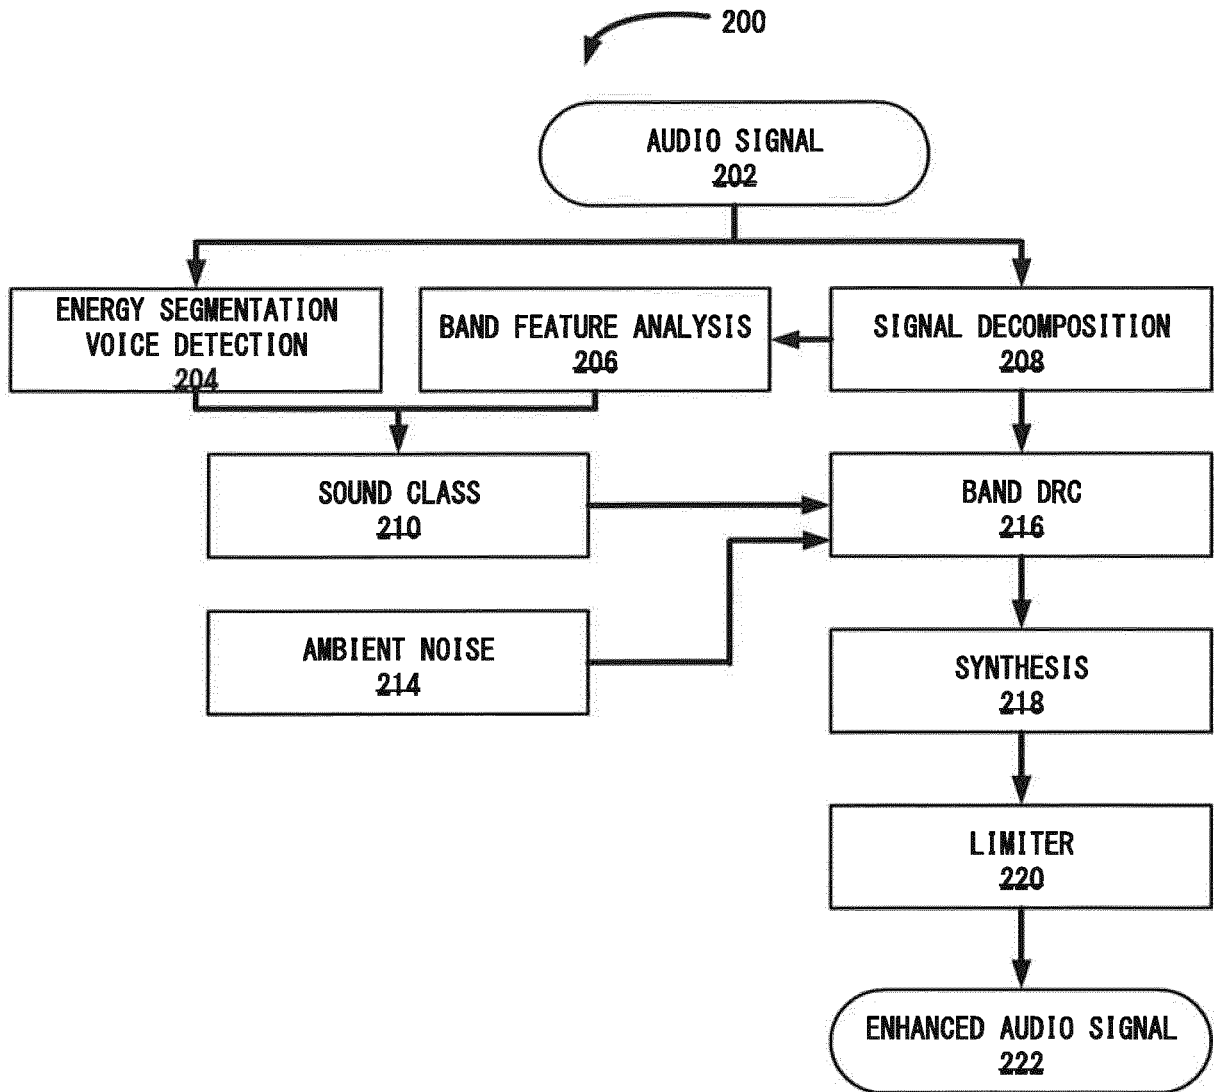 200
AUDIO SIGNAL
202
ENERGY SEGMENTATION
VOICE DETECTION
204
BAND FEATURE ANALYSIS
206
SIGNAL DECOMPOSITION
208
SOUND CLASS
210
BAND DRC
216
AMBIENT NOISE
214
SYNTHESIS
218
LIMITER
220
ENHANCED AUDIO SIGNAL
222